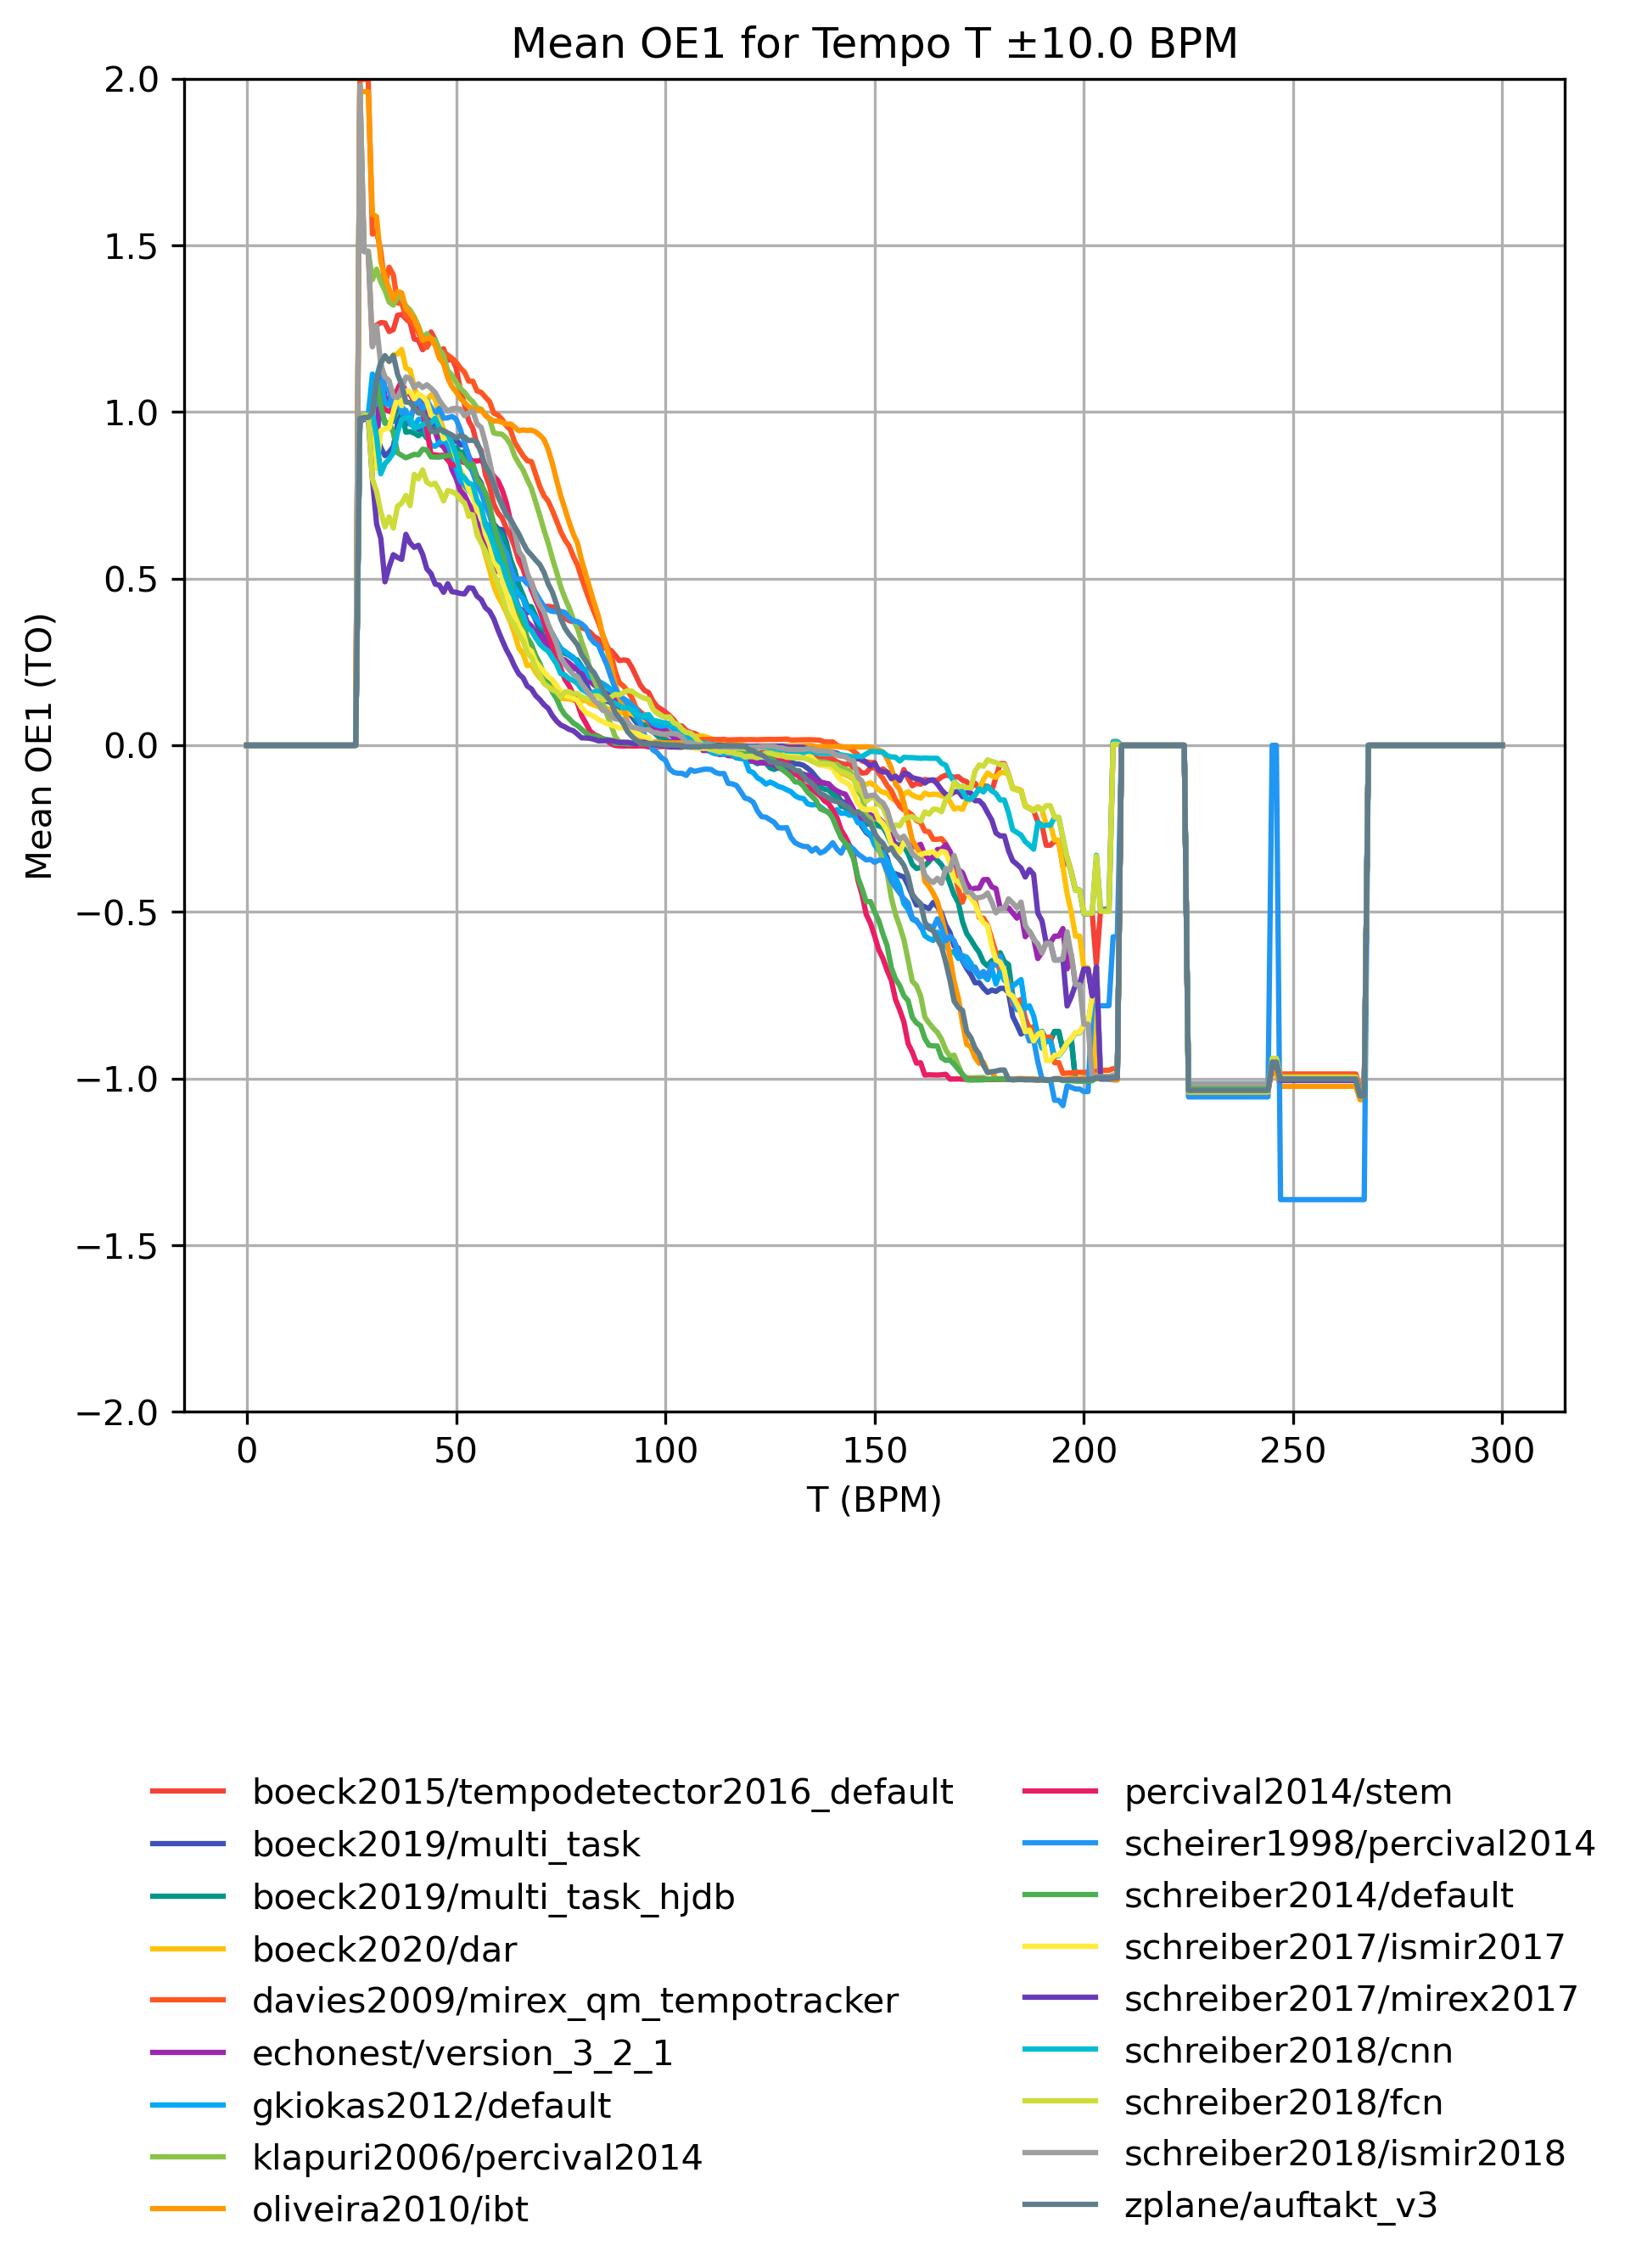 Mean OE1 for Tempo T ±10.0 BPM
2.0
1.5
1.0
0.5
0.0
−0.5
−1.0
−1.5
−2.0
Mean OE1 (TO)
0 50 100 150 200 250 300
T (BPM)
boeck2015/tempodetector2016_default
boeck2019/multi_task
boeck2019/multi_task_hjdb
boeck2020/dar
davies2009/mirex_qm_tempotracker
echonest/version_3_2_1
gkiokas2012/default
klapuri2006/percival2014
oliveira2010/ibt
percival2014/stem
scheirer1998/percival2014
schreiber2014/default
schreiber2017/ismir2017
schreiber2017/mirex2017
schreiber2018/cnn
schreiber2018/fcn
schreiber2018/ismir2018
zplane/auftakt_v3